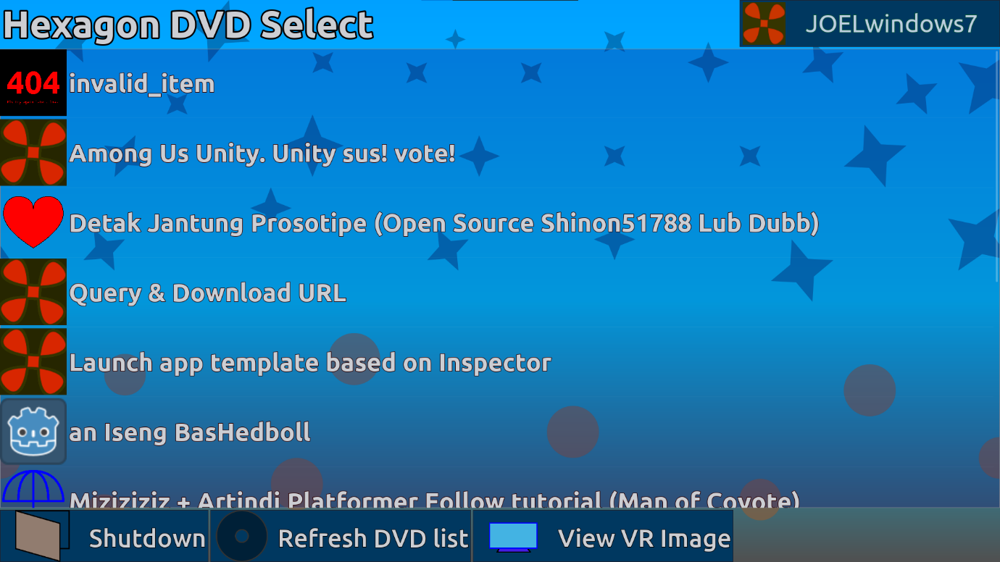 Hexagon DVD Select
JOELwindows7
404
invalid_item
Among Us Unity. Unity sus! vote!
Detak Jantung Prosotipe (Open Source Shinon51788 Lub Dubb)
Query & Download URL
Launch app template based on Inspector
an Iseng BasHedboll
Miziziziz + Artindi Platformer Follow tutorial (Man of Coyote)
Shutdown
Refresh DVD list
View VR Image